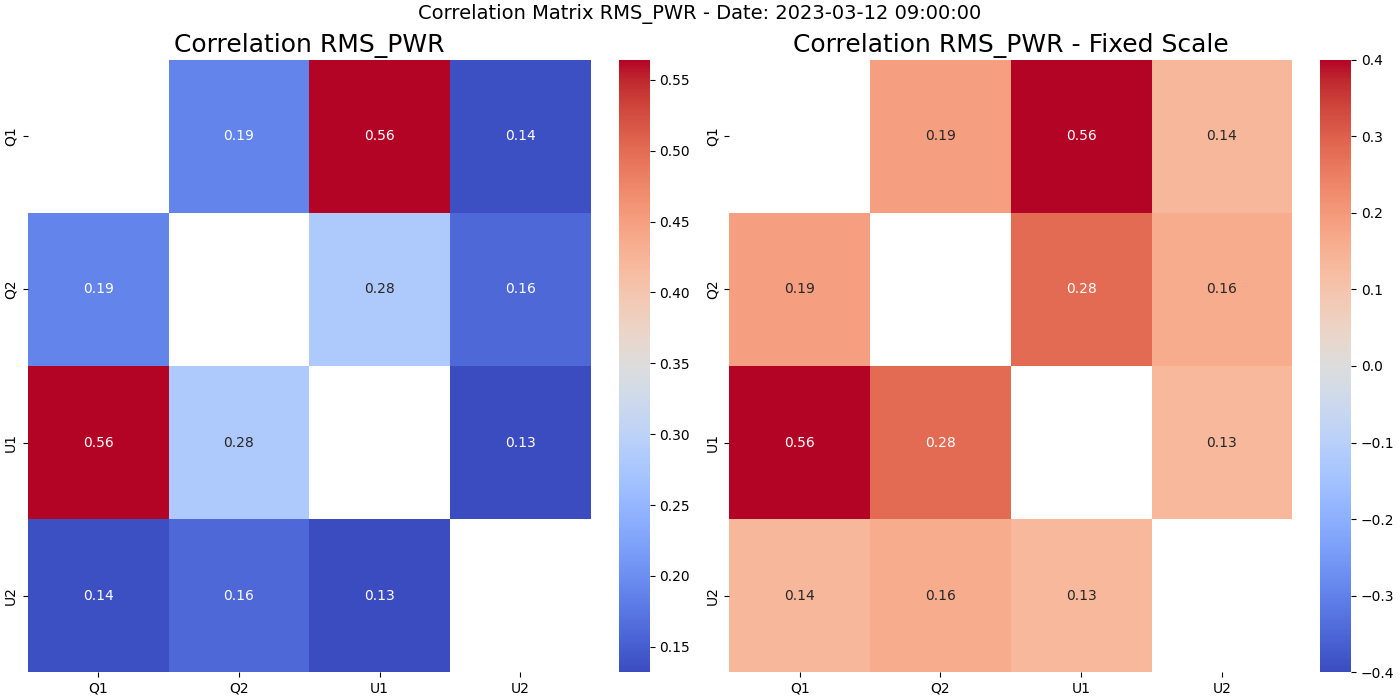 Correlation Matrix RMS_PWR - Date: 2023-03-12 09:00:00
Correlation RMS_PWR
Q1
0.19
0.56
0.14
Q2
0.19
0.28
0.16
U1
0.56
0.28
0.13
U2
0.14
0.16
0.13
Q1
Q2
U1
U2
0.55
0.50
0.45
0.40
0.35
0.30
0.25
0.20
0.15
Correlation RMS_PWR - Fixed Scale
Q1
0.19
0.56
0.14
Q2
0.19
0.28
0.16
U1
0.56
0.28
0.13
U2
0.14
0.16
0.13
Q1
Q2
U1
U2
0.4
0.3
0.2
0.1
0.0
−0.1
−0.2
−0.3
−0.4